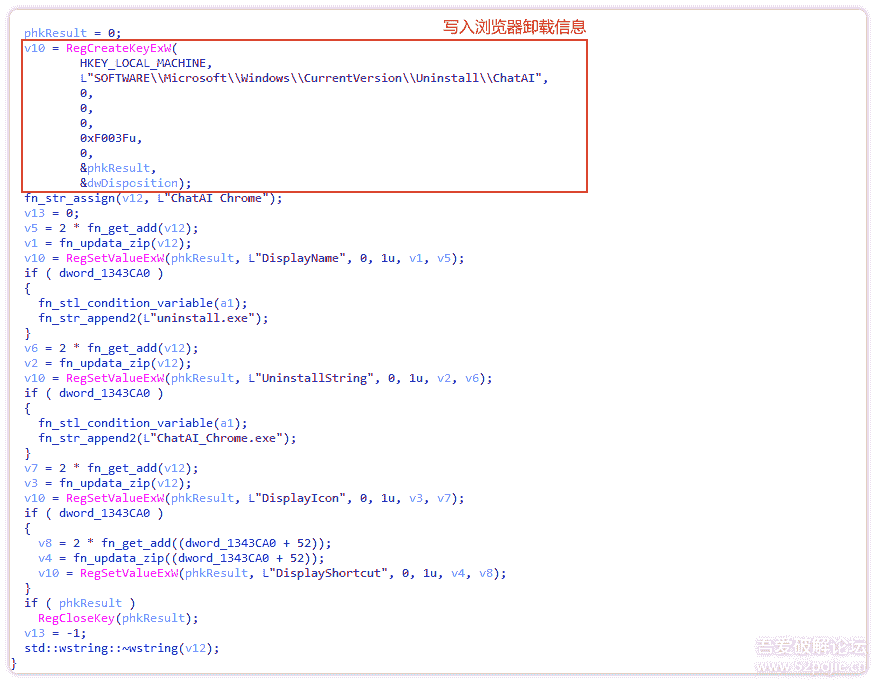 写入浏览器卸载信息
phkResult = 0;
v10 = RegCreateKeyExW(
HKEY_LOCAL_MACHINE,
L"SOFTWARE\\Microsoft\\Windows\\CurrentVersion\\Uninstall\\ChatAI",
0,
0,
0,
0xF003Fu,
0,
&phkResult,
&dwDisposition);
fn_str_assign(v12, L"ChatAI Chrome");
v13 = 0;
v5 = 2 * fn_get_add(v12);
v1 = fn_updata_zip(v12);
v10 = RegSetValueExW(phkResult, L"DisplayName", 0, 1u, v1, v5);
if ( dword_1343CA0 )
{
fn_stl_condition_variable(a1);
fn_str_append2(L"uninstall.exe");
}
v6 = 2 * fn_get_add(v12);
v2 = fn_updata_zip(v12);
v10 = RegSetValueExW(phkResult, L"UninstallString", 0, 1u, v2, v6);
if ( dword_1343CA0 )
{
fn_stl_condition_variable(a1);
fn_str_append2(L"ChatAI_Chrome.exe");
}
v7 = 2 * fn_get_add(v12);
v3 = fn_updata_zip(v12);
v10 = RegSetValueExW(phkResult, L"DisplayIcon", 0, 1u, v3, v7);
if ( dword_1343CA0 )
{
v8 = 2 * fn_get_add((dword_1343CA0 + 52));
v4 = fn_updata_zip((dword_1343CA0 + 52));
v10 = RegSetValueExW(phkResult, L"DisplayShortcut", 0, 1u, v4, v8);
}
if ( phkResult )
RegCloseKey(phkResult);
v13 = -1;
std::wstring::~wstring(v12);
}
吾爱破解论坛
www.52pojie.cn